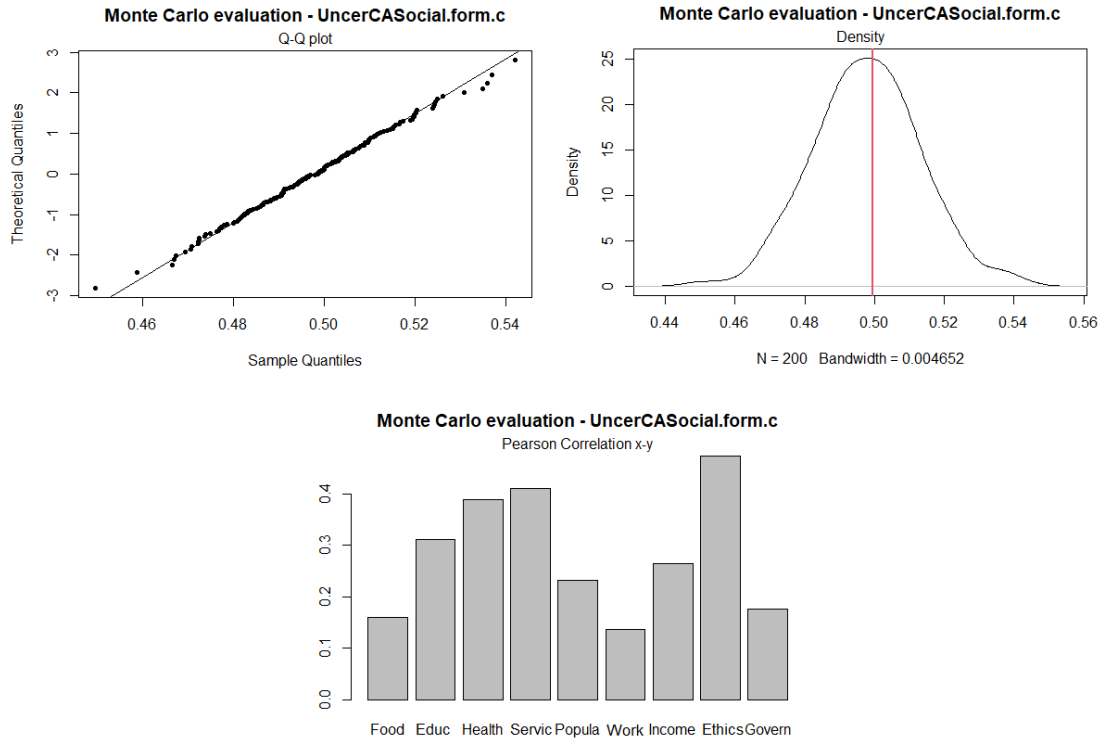 Monte Carlo evaluation - UncerCASocial.form.c
Q-Q plot
Theoretical Quantiles
3
2
1
0
-1
-2
-3
0.46 0.48 0.50 0.52 0.54
Sample Quantiles
Monte Carlo evaluation - UncerCASocial.form.c
Density
Density
25
20
15
10
5
0
0.44 0.46 0.48 0.50 0.52 0.54 0.56
N = 200 Bandwidth = 0.004652
Monte Carlo evaluation - UncerCASocial.form.c
Pearson Correlation x-y
0.4
0.3
0.2
0.1
0.0
Food Educ Health Servic Popula Work Income Ethics Govern